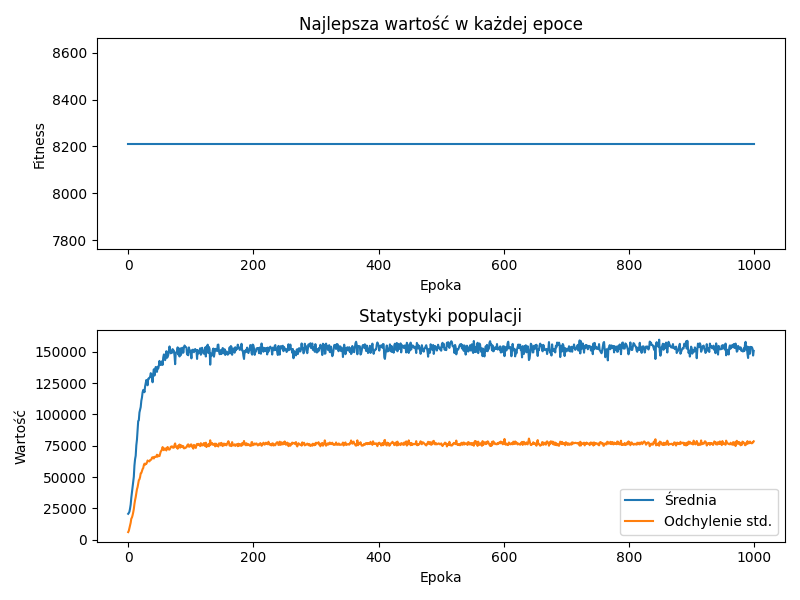 Najlepsza wartość w każdej epoce
8600
8400
8200
8000
7800
Fitness
0 200 400 600 800 1000
Epoka
Statystyki populacji
150000
125000
100000
75000
50000
25000
0
Wartość
Średnia
Odchylenie std.
0 200 400 600 800 1000
Epoka